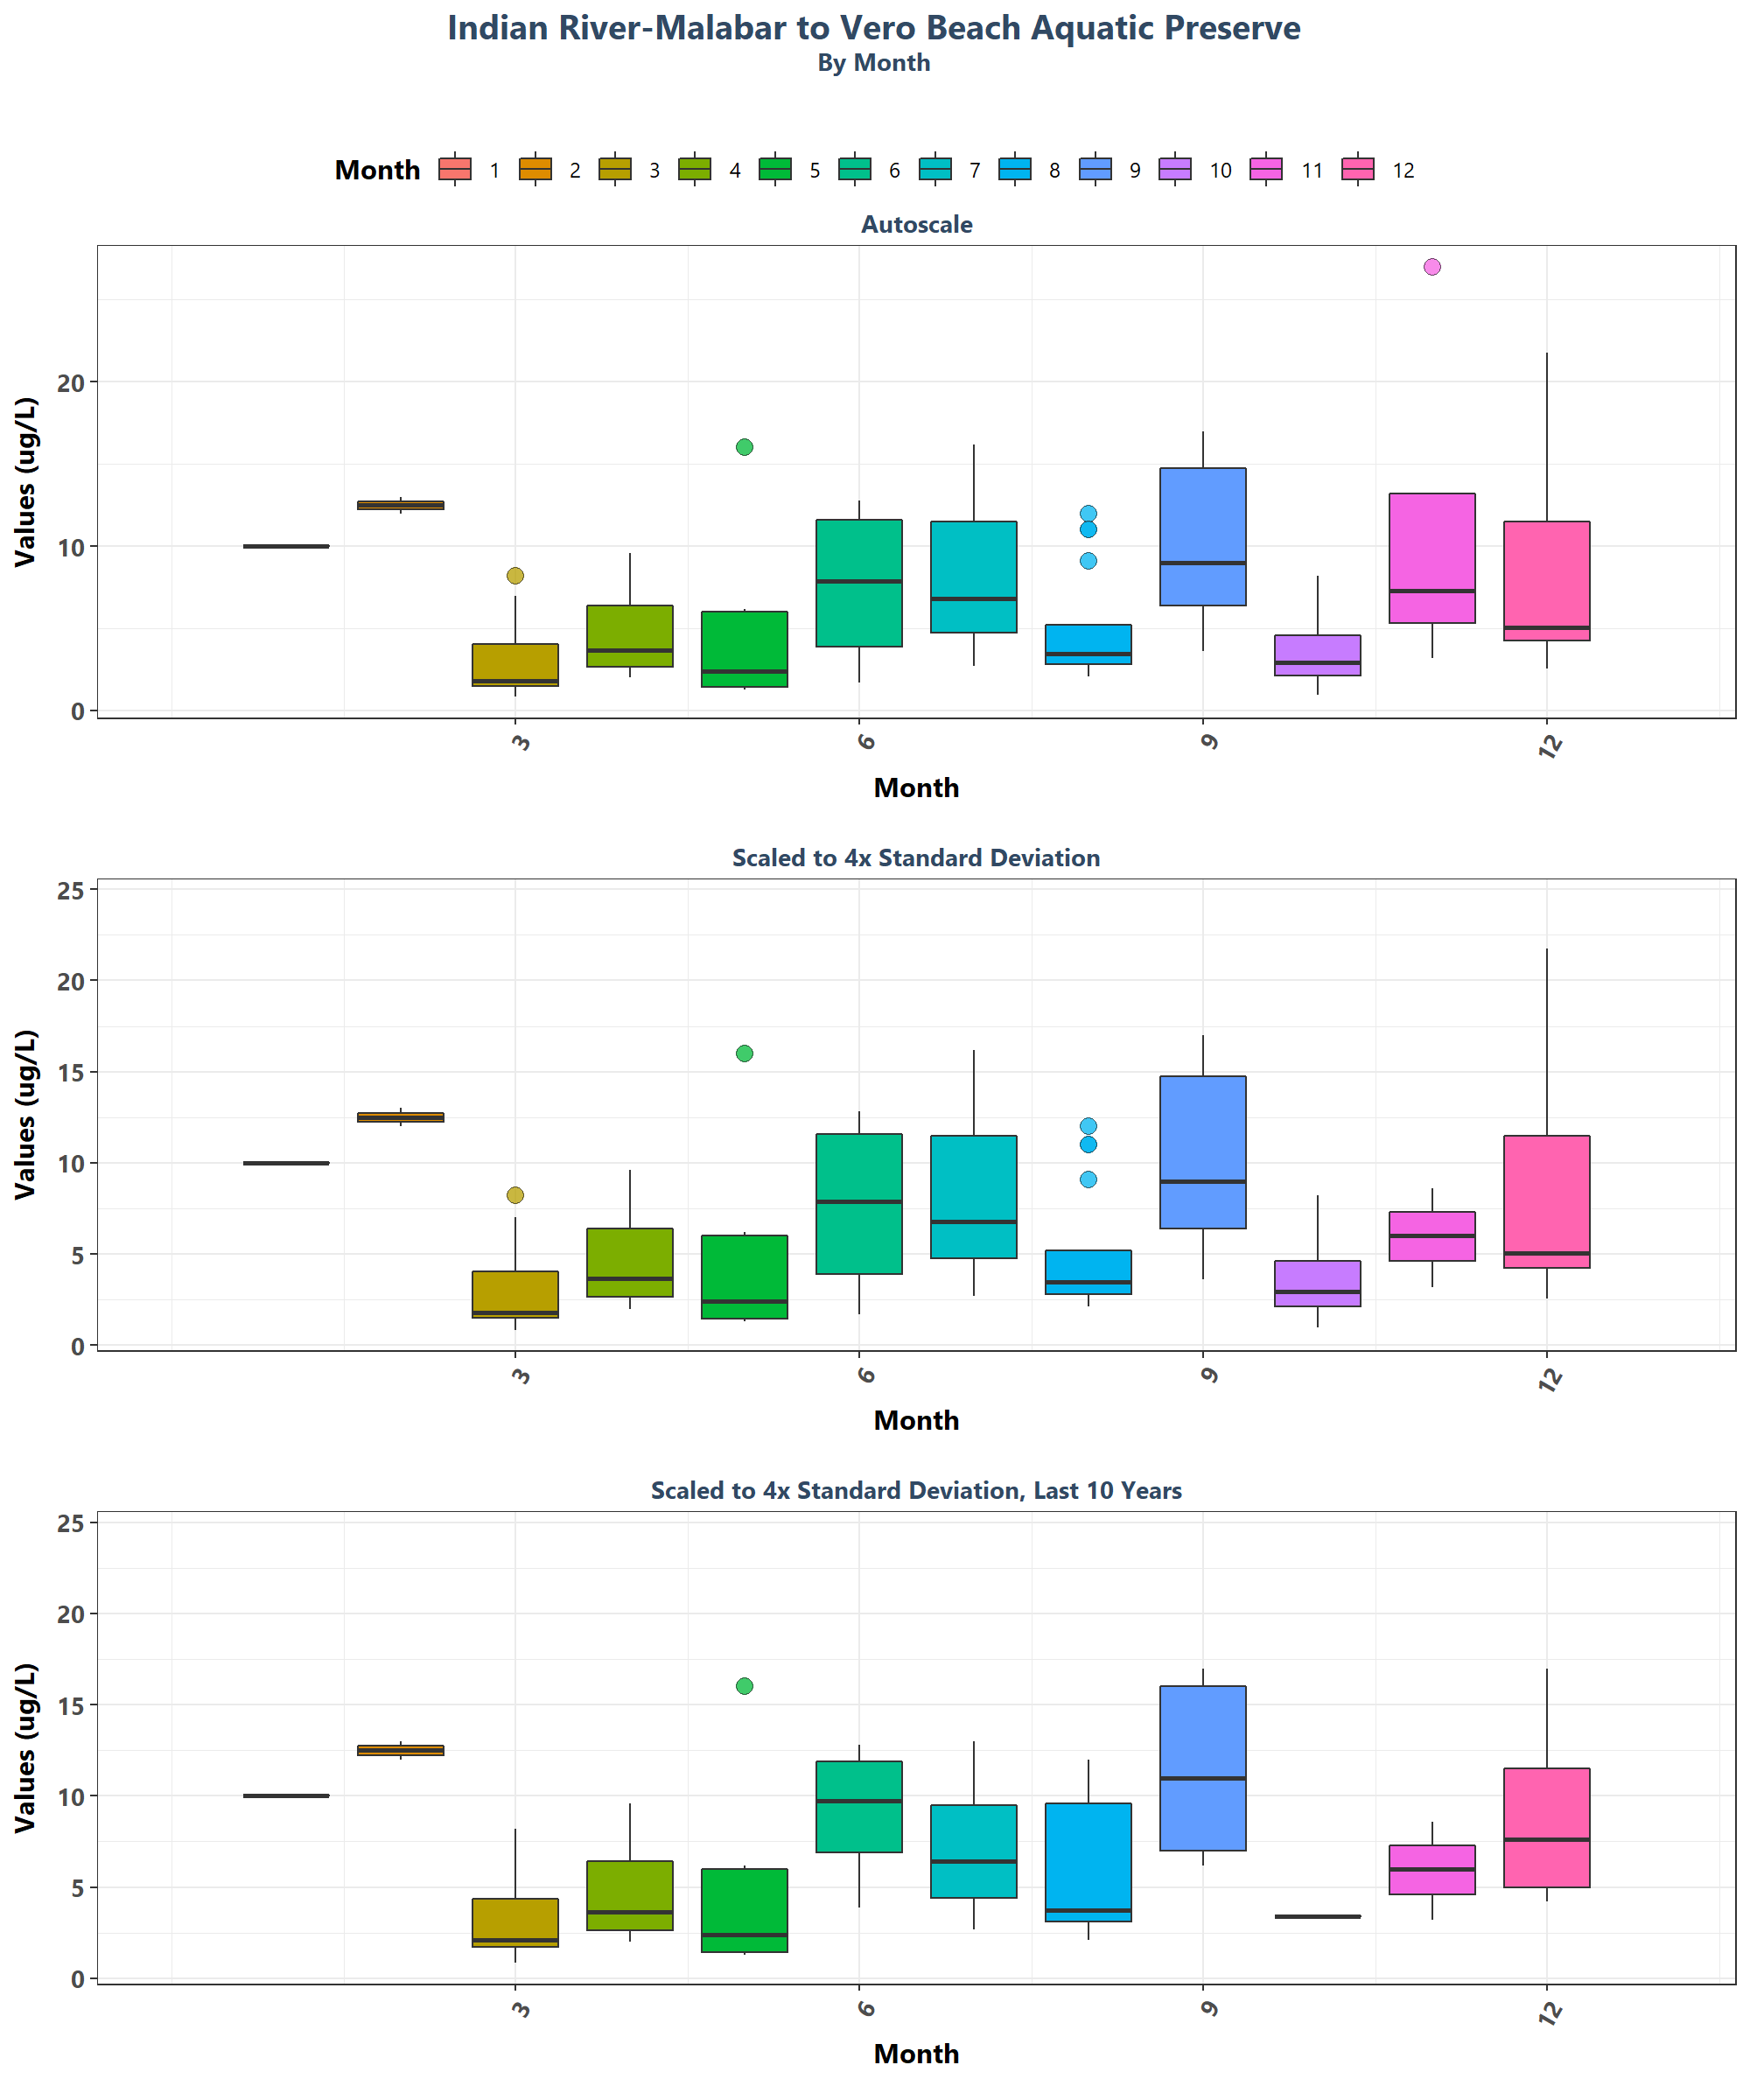 Indian River-Malabar to Vero Beach Aquatic Preserve
By Month
Month 1 2 3 4 5 6 7 8 9 10 11 12
Autoscale
Values (ug/L)
20
10
0
3 6 9 12
Month
Scaled to 4x Standard Deviation
Values (ug/L)
25
20
15
10
5
0
3 6 9 12
Month
Scaled to 4x Standard Deviation, Last 10 Years
Values (ug/L)
25
20
15
10
5
0
3 6 9 12
Month